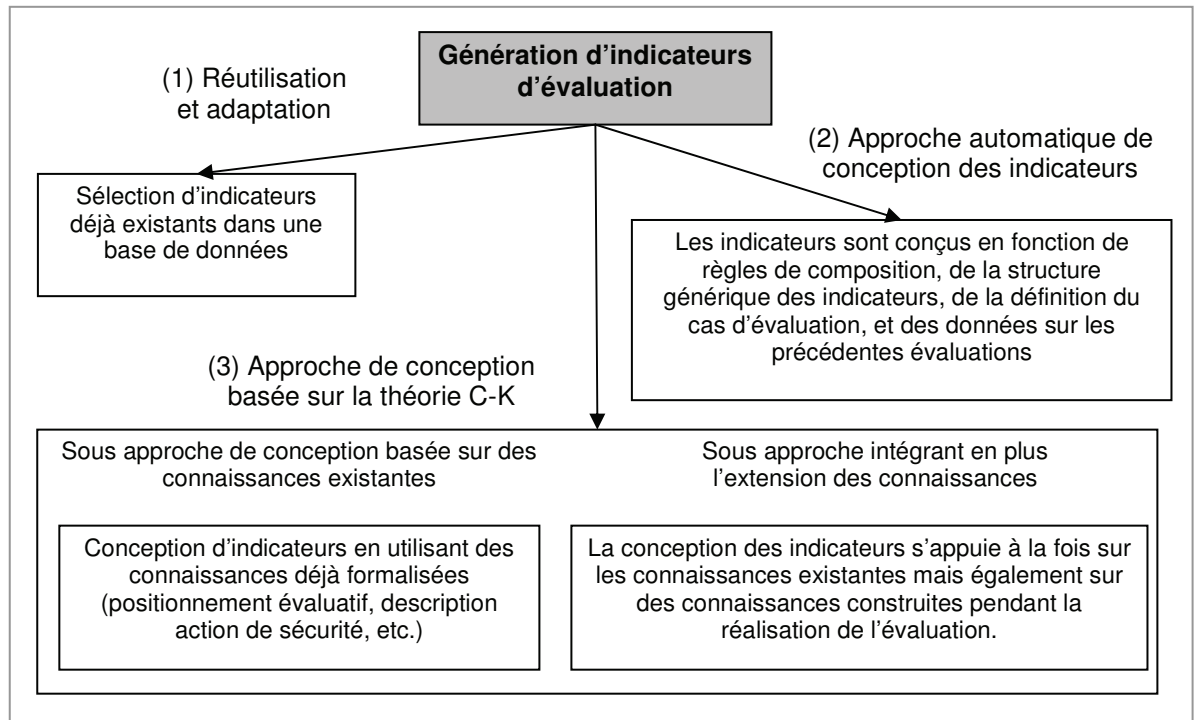 Génération d’indicateurs
d’évaluation
(1) Réutilisation
et adaptation
Sélection d’indicateurs
déjà existants dans une
base de données
(2) Approche automatique de
conception des indicateurs
Les indicateurs sont conçus en fonction de
règles de composition, de la structure
générique des indicateurs, de la définition du
cas d’évaluation, et des données sur les
précédentes évaluations
(3) Approche de conception
basée sur la théorie C-K
Sous approche de conception basée sur des
connaissances existantes
Conception d’indicateurs en utilisant des
connaissances déjà formalisées
(positionnement évaluatif, description
action de sécurité, etc.)
Sous approche intégrant en plus
l’extension des connaissances
La conception des indicateurs s’appuie à la fois sur
les connaissances existantes mais également sur
des connaissances construites pendant la
réalisation de l’évaluation.